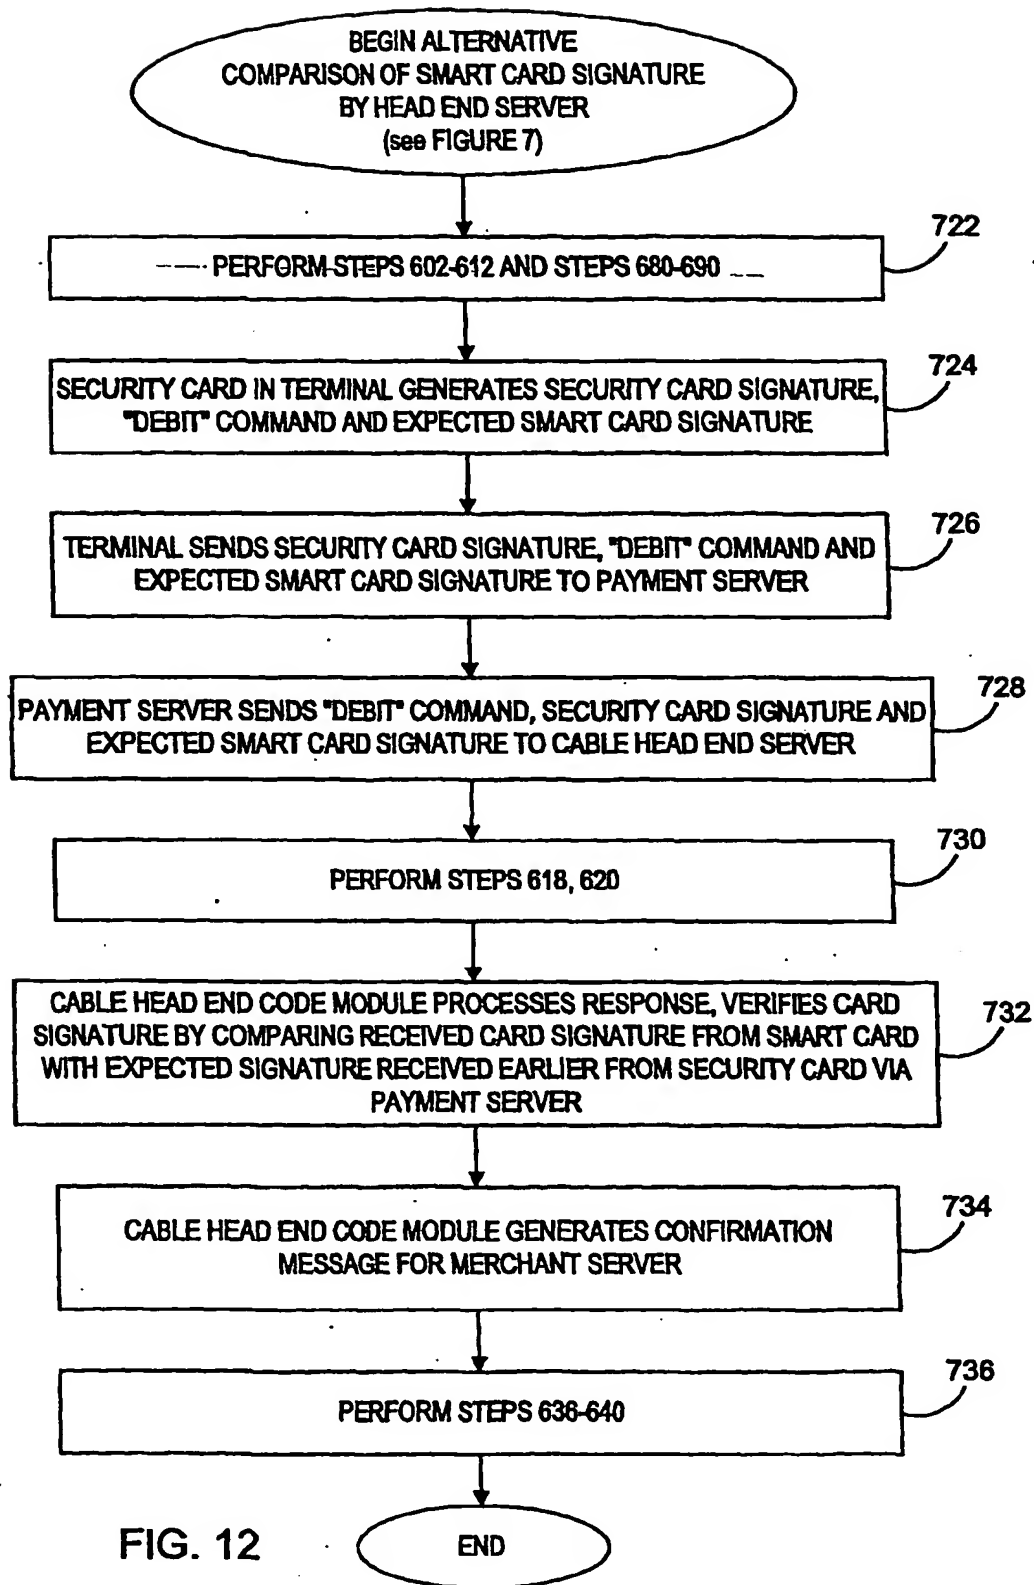 BEGIN ALTERNATIVE
COMPARISON OF SMART CARD SIGNATURE
BY HEAD END SERVER
(see FIGURE 7)
722
PERFORM STEPS 602-612 AND STEPS 680-690
724
SECURITY CARD IN TERMINAL GENERATES SECURITY CARD SIGNATURE,
"DEBIT" COMMAND AND EXPECTED SMART CARD SIGNATURE
726
TERMINAL SENDS SECURITY CARD SIGNATURE, "DEBIT" COMMAND AND
EXPECTED SMART CARD SIGNATURE TO PAYMENT SERVER
728
PAYMENT SERVER SENDS "DEBIT" COMMAND, SECURITY CARD SIGNATURE AND
EXPECTED SMART CARD SIGNATURE TO CABLE HEAD END SERVER
730
PERFORM STEPS 618, 620
732
CABLE HEAD END CODE MODULE PROCESSES RESPONSE, VERIFIES CARD
SIGNATURE BY COMPARING RECEIVED CARD SIGNATURE FROM SMART CARD
WITH EXPECTED SIGNATURE RECEIVED EARLIER FROM SECURITY CARD VIA
PAYMENT SERVER
734
CABLE HEAD END CODE MODULE GENERATES CONFIRMATION
MESSAGE FOR MERCHANT SERVER
736
PERFORM STEPS 636-640
END
FIG. 12